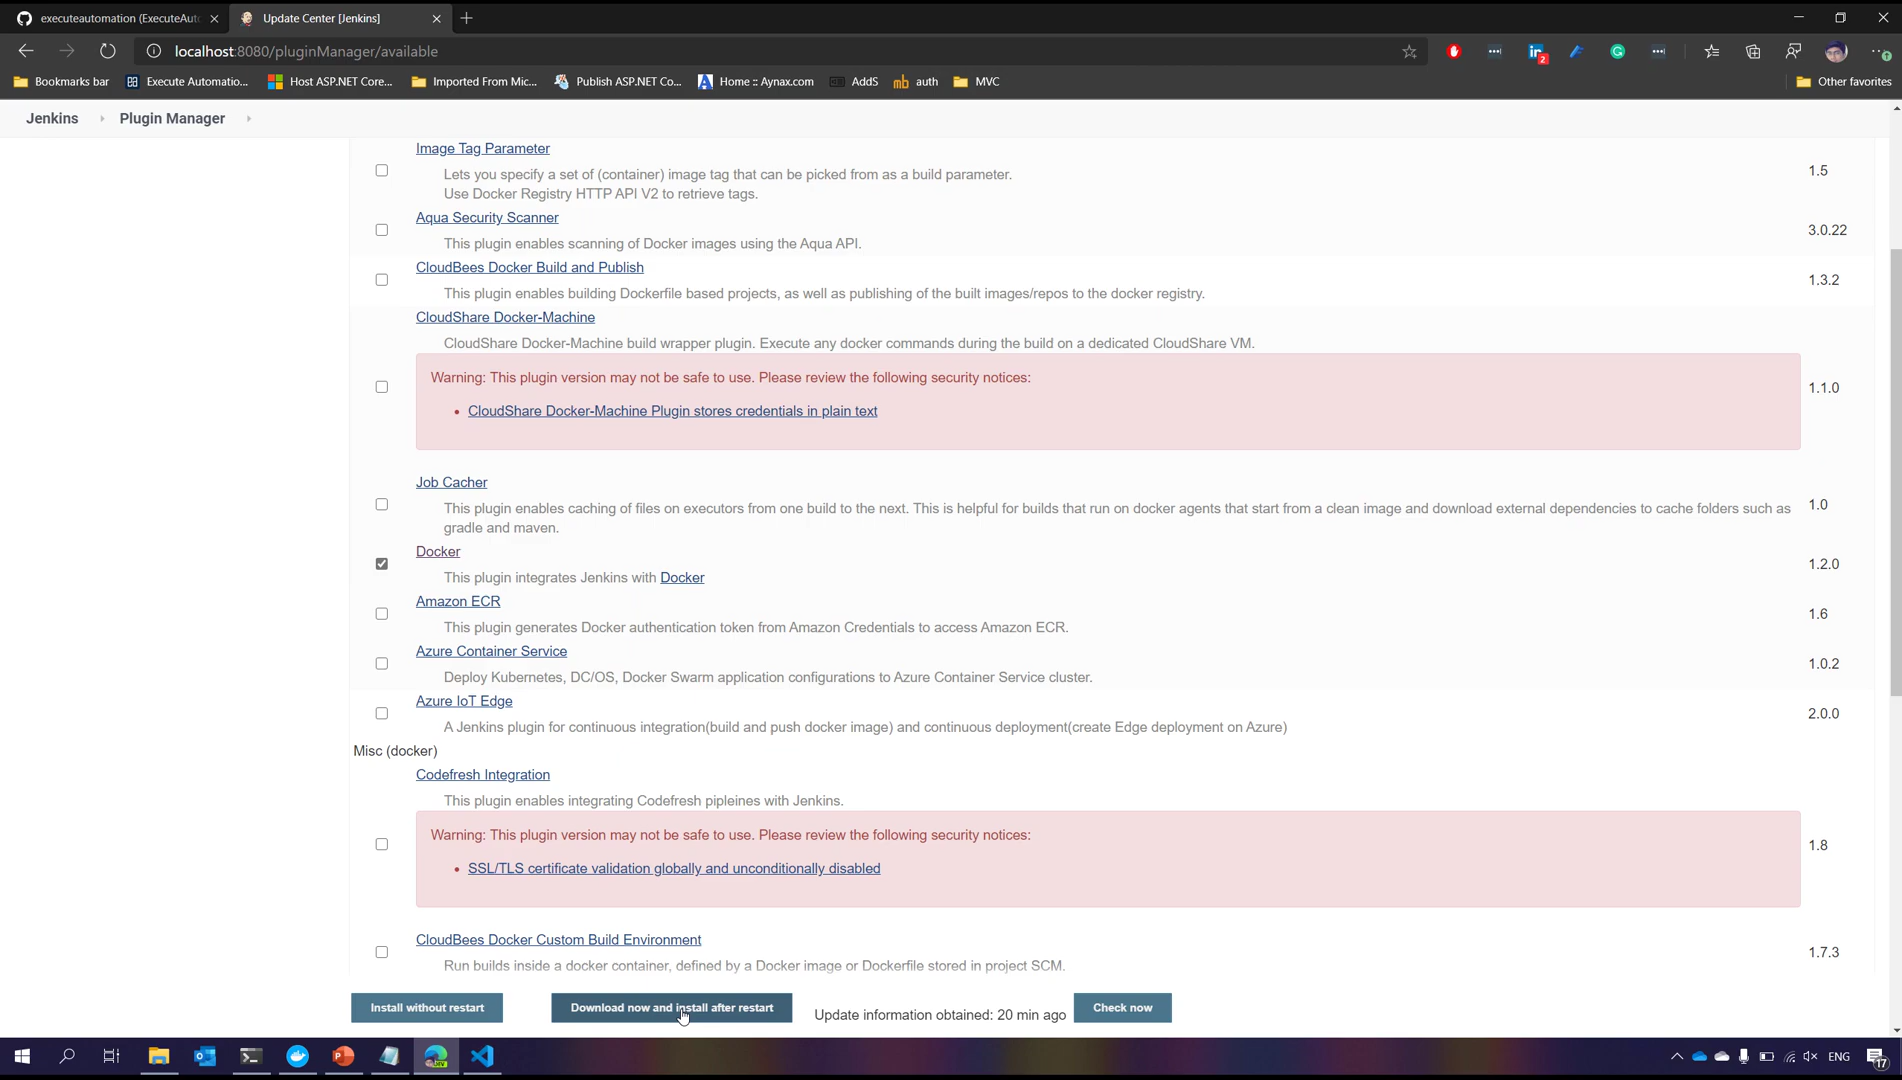 executeautomation (ExecuteAuto
Update Center [Jenkins]
localhost:8080/pluginManager/available
2
Bookmarks bar
Execute Automatio...
Host ASP.NET Core...
Imported From Mic...
Publish ASP.NET Co...
Home :: Aynax.com
AddS
auth
MVC
Other favorites
Jenkins
Plugin Manager
Image Tag Parameter
Lets you specify a set of (container) image tag that can be picked from as a build parameter.
Use Docker Registry HTTP API V2 to retrieve tags.
1.5
Aqua Security Scanner
This plugin enables scanning of Docker images using the Aqua API.
3.0.22
CloudBees Docker Build and Publish
This plugin enables building Dockerfile based projects, as well as publishing of the built images/repos to the docker registry.
1.3.2
CloudShare Docker-Machine
CloudShare Docker-Machine build wrapper plugin. Execute any docker commands during the build on a dedicated CloudShare VM.
Warning: This plugin version may not be safe to use. Please review the following security notices:
• CloudShare Docker-Machine Plugin stores credentials in plain text
1.1.0
Job Cacher
This plugin enables caching of files on executors from one build to the next. This is helpful for builds that run on docker agents that start from a clean image and download external dependencies to cache folders such as
gradle and maven.
1.0
Docker
This plugin integrates Jenkins with Docker
1.2.0
Amazon ECR
This plugin generates Docker authentication token from Amazon Credentials to access Amazon ECR.
1.6
Azure Container Service
Deploy Kubernetes, DC/OS, Docker Swarm application configurations to Azure Container Service cluster.
1.0.2
Azure IoT Edge
A Jenkins plugin for continuous integration(build and push docker image) and continuous deployment(create Edge deployment on Azure)
2.0.0
Misc (docker)
Codefresh Integration
This plugin enables integrating Codefresh pipleines with Jenkins.
Warning: This plugin version may not be safe to use. Please review the following security notices:
• SSL/TLS certificate validation globally and unconditionally disabled
1.8
CloudBees Docker Custom Build Environment
Run builds inside a docker container, defined by a Docker image or Dockerfile stored in project SCM.
1.7.3
Install without restart
Download now and install after restart
Update information obtained: 20 min ago
Check now
ENG
17